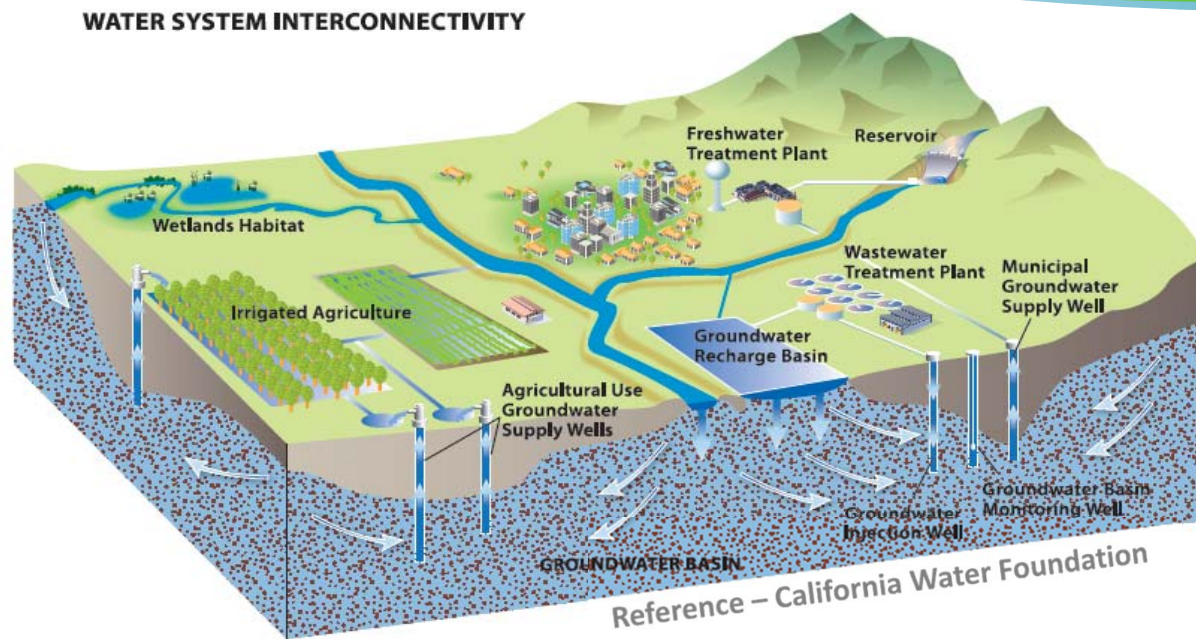 WATER SYSTEM INTERCONNECTIVITY
Freshwater
Treatment Plant
Reservoir
Wetlands Habitat
Wastewater
Treatment Plant
Municipal
Groundwater
Supply Well
Irrigated Agriculture
Groundwater
Recharge Basin
Agricultural Use
Groundwater
Supply Wells
Groundwater Basin
Monitoring Well
Groundwater
Injection Well
GROUNDWATER BASIN
Reference – California Water Foundation